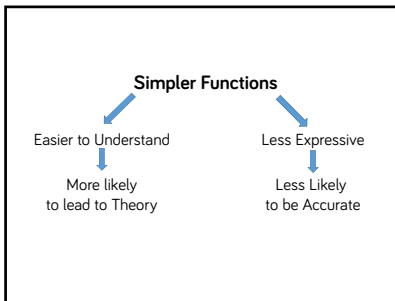 Simpler Functions
Easier to Understand
Less Expressive
More likely
to lead to Theory
Less Likely
to be Accurate